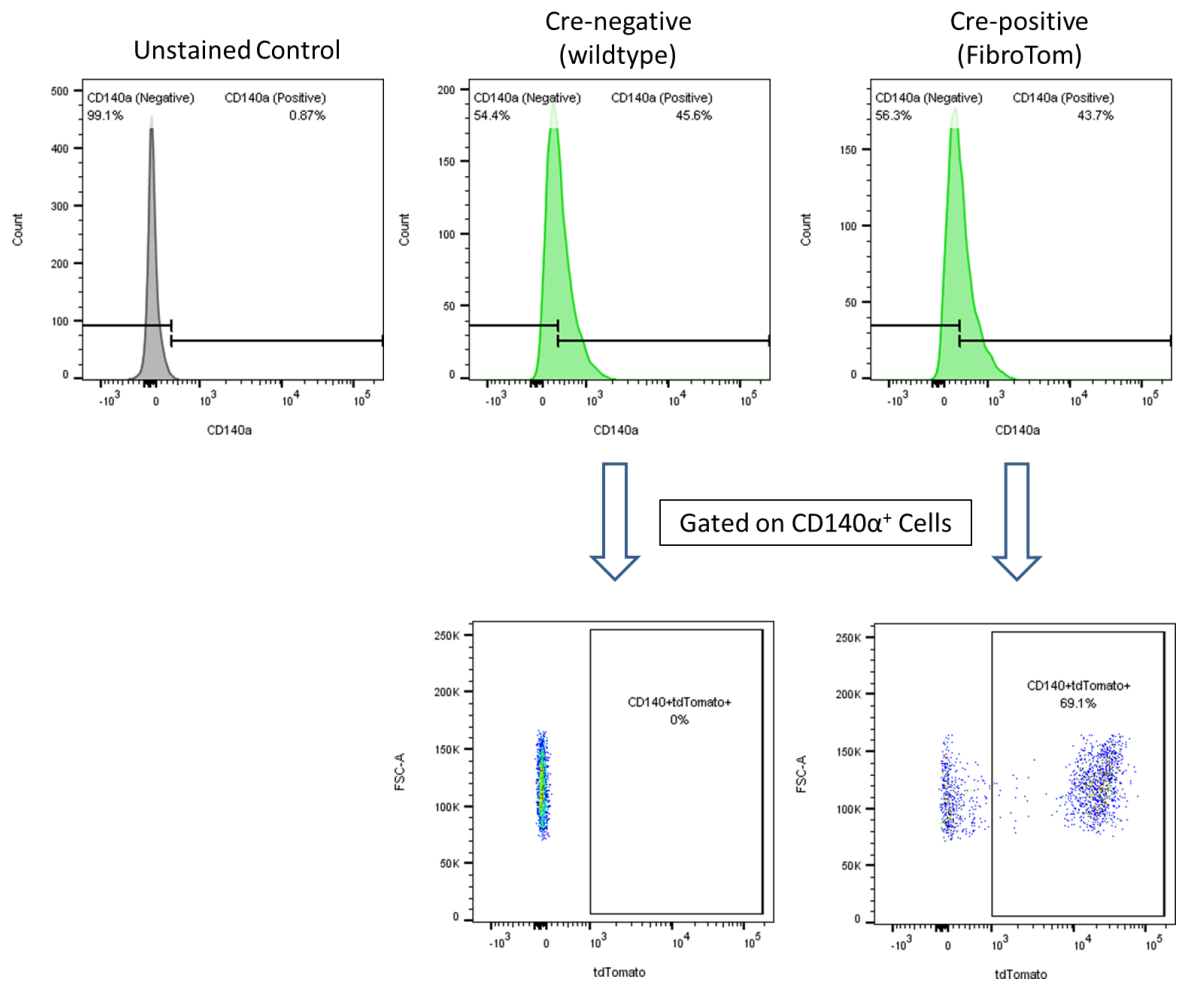 Unstained Control
Cre-negative
(wildtype)
Cre-positive
(FibroTom)
CD140a (Negative) CD140a (Positive)
99.1% 0.87%
500
400
300
200
100
0
Count
-10³ 0 10³ 10⁴ 10⁵
CD140a
CD140a (Negative) CD140a (Positive)
54.4% 45.6%
200
150
100
50
0
Count
-10³ 0 10³ 10⁴ 10⁵
CD140a
CD140a (Negative) CD140a (Positive)
56.3% 43.7%
150
100
50
0
Count
-10³ 0 10³ 10⁴ 10⁵
CD140a
Gated on CD140α⁺ Cells
CD140+tdTomato+
0%
250K
200K
150K
100K
50K
0
FSC-A
-10³ 0 10³ 10⁴ 10⁵
tdTomato
CD140+tdTomato+
69.1%
250K
200K
150K
100K
50K
0
FSC-A
-10³ 0 10³ 10⁴ 10⁵
tdTomato